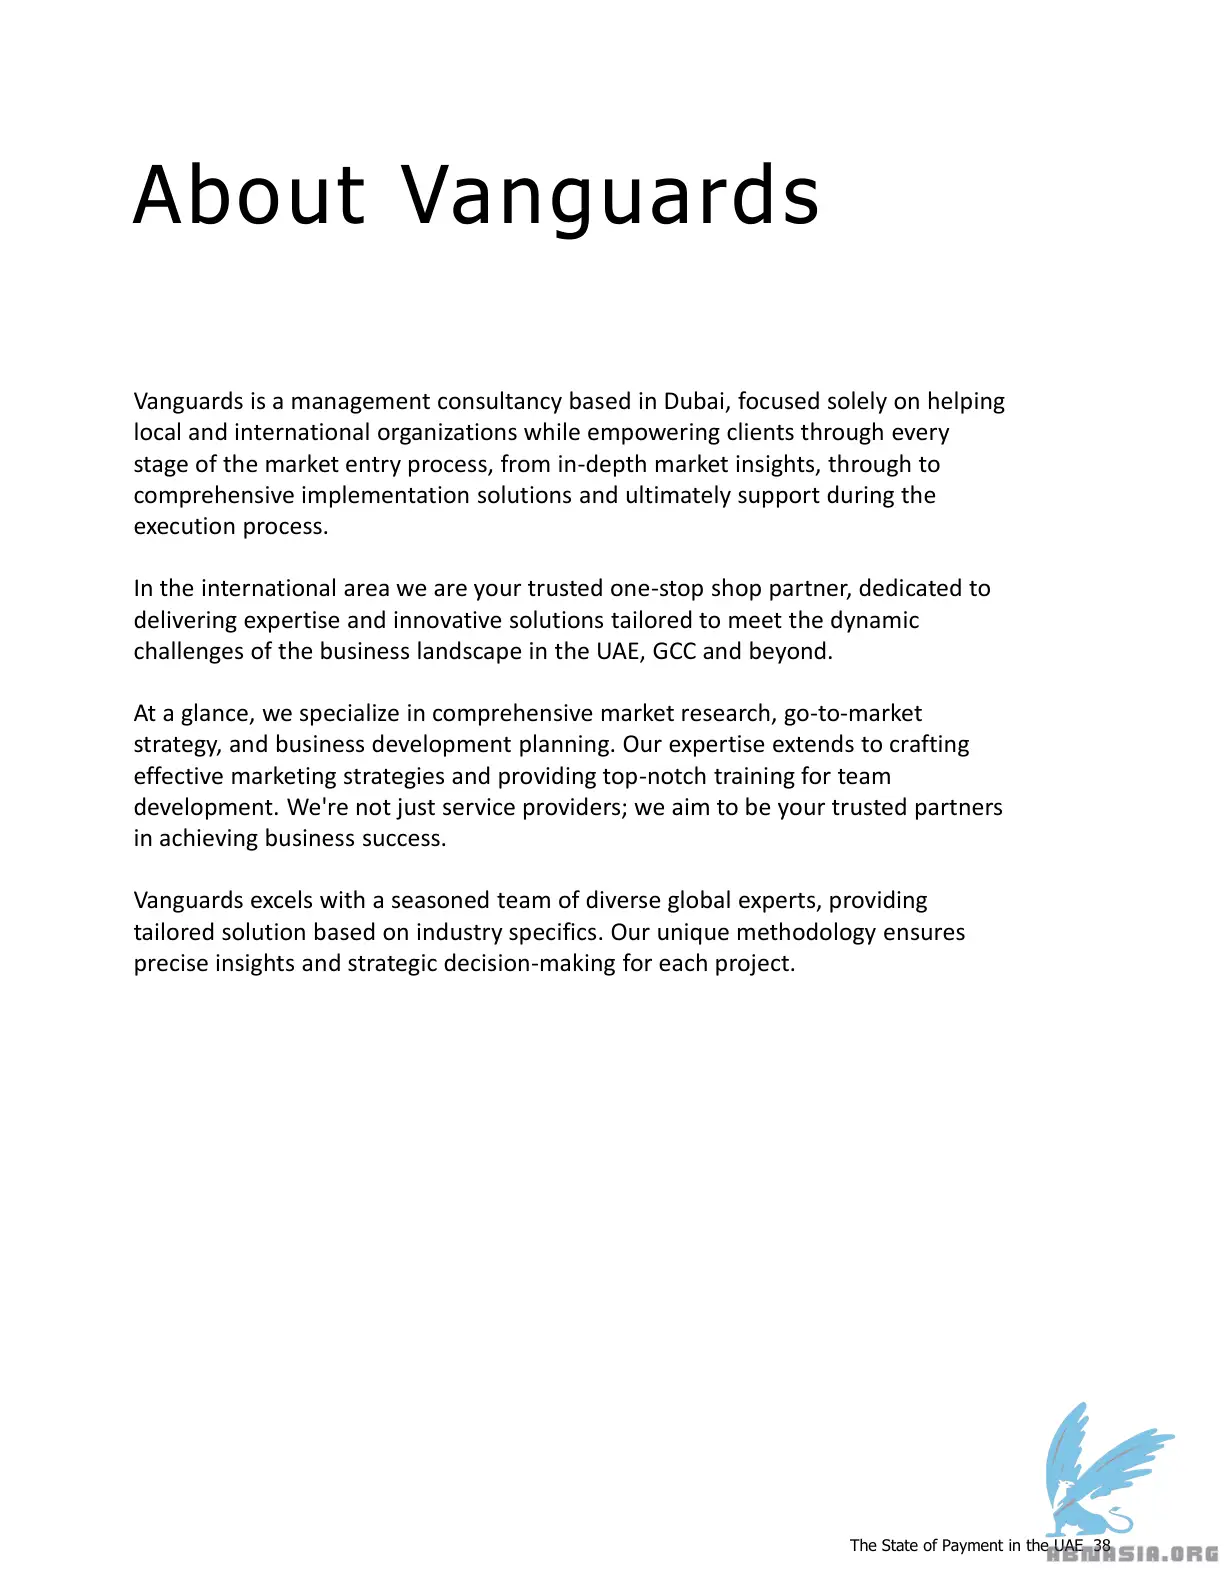 About Vanguards
Vanguards is a management consultancy based in Dubai, focused solely on helping
local and international organizations while empowering clients through every
stage of the market entry process, from in-depth market insights, through to
comprehensive implementation solutions and ultimately support during the
execution process.
In the international area we are your trusted one-stop shop partner, dedicated to
delivering expertise and innovative solutions tailored to meet the dynamic
challenges of the business landscape in the UAE, GCC and beyond.
At a glance, we specialize in comprehensive market research, go-to-market
strategy, and business development planning. Our expertise extends to crafting
effective marketing strategies and providing top-notch training for team
development. We're not just service providers; we aim to be your trusted partners
in achieving business success.
Vanguards excels with a seasoned team of diverse global experts, providing
tailored solution based on industry specifics. Our unique methodology ensures
precise insights and strategic decision-making for each project.
The State of Payment in the UAE 38
ABNASIA.ORG